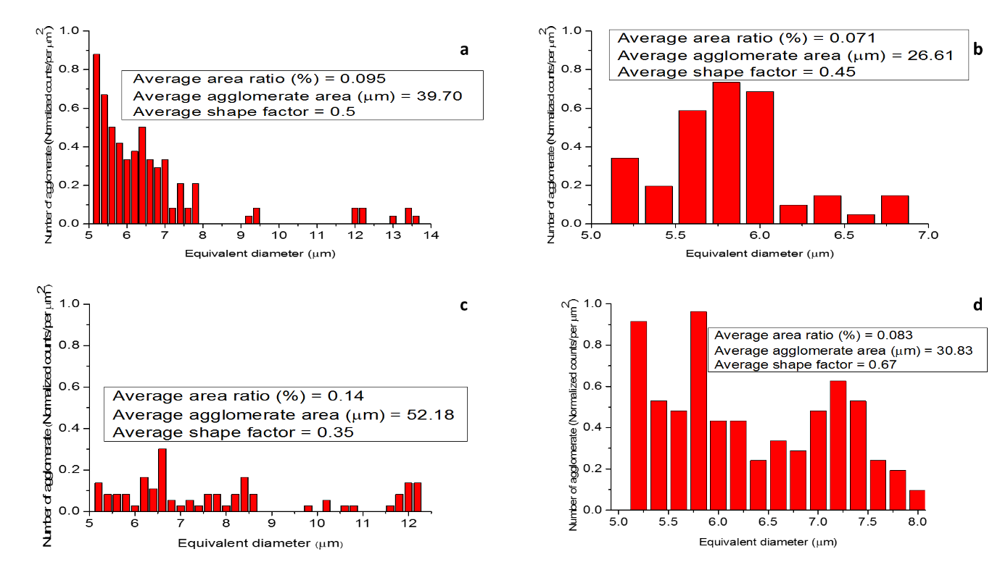 a
Number of agglomerate (Normalized counts/per μm2)
1.0
0.8
0.6
0.4
0.2
0.0
Average area ratio (%) = 0.095
Average agglomerate area (μm) = 39.70
Average shape factor = 0.5
5 6 7 8 9 10 11 12 13 14
Equivalent diameter (μm)
b
Number of agglomerate (Normalized counts/per μm2)
1.0
0.8
0.6
0.4
0.2
0.0
Average area ratio (%) = 0.071
Average agglomerate area (μm) = 26.61
Average shape factor = 0.45
5.0 5.5 6.0 6.5 7.0
Equivalent diameter (μm)
c
Number of agglomerate (Normalized counts/per μm2)
1.0
0.8
0.6
0.4
0.2
0.0
Average area ratio (%) = 0.14
Average agglomerate area (μm) = 52.18
Average shape factor = 0.35
5 6 7 8 9 10 11 12
Equivalent diameter (μm)
d
Number of agglomerate (Normalized counts/per μm2)
1.0
0.8
0.6
0.4
0.2
0.0
Average area ratio (%) = 0.083
Average agglomerate area (μm) = 30.83
Average shape factor = 0.67
5.0 5.5 6.0 6.5 7.0 7.5 8.0
Equivalent diameter (μm)